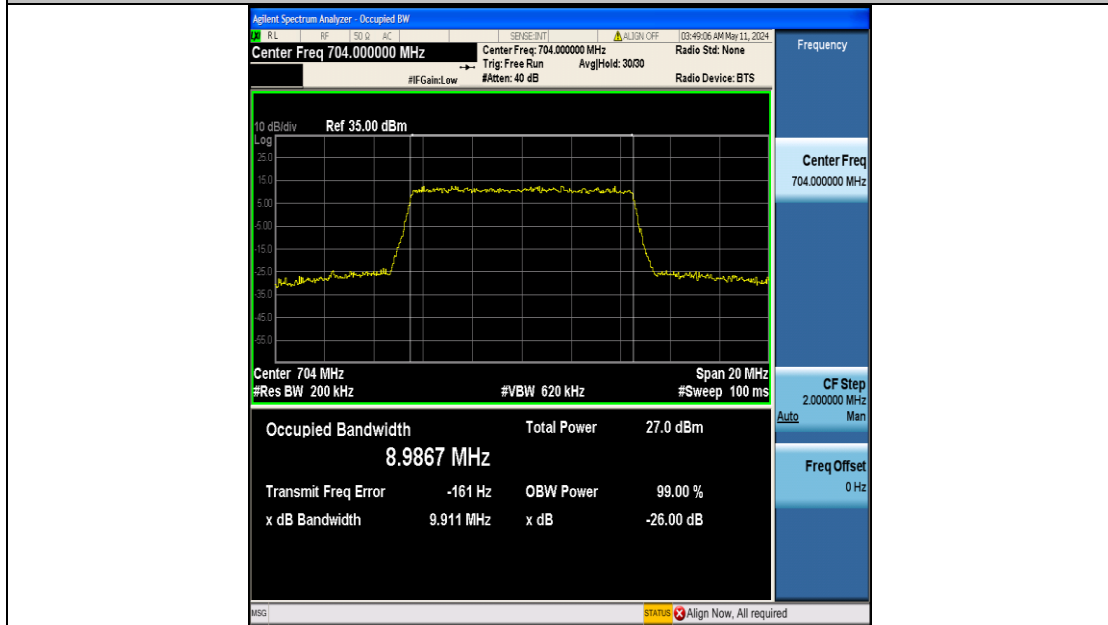 Agilent Spectrum Analyzer - Occupied BW
RL RF 50 Ω AC SENSE:INT ALIGN OFF 03:49:06 AM May 11, 2024
Center Freq 704.000000 MHz
Center Freq: 704.000000 MHz
Radio Std: None
Trig: Free Run Avg|Hold: 30/30
#IFGain:Low
#Atten: 40 dB
Radio Device: BTS
Frequency
10 dB/div Ref 35.00 dBm
Log
25.0
15.0
5.00
-5.00
-15.0
-25.0
-35.0
-45.0
-55.0
Center 704 MHz Span 20 MHz
#Res BW 200 kHz #VBW 620 kHz #Sweep 100 ms
Occupied Bandwidth Total Power 27.0 dBm
8.9867 MHz
Transmit Freq Error -161 Hz OBW Power 99.00 %
x dB Bandwidth 9.911 MHz x dB -26.00 dB
Center Freq
704.000000 MHz
CF Step
2.000000 MHz
Auto Man
Freq Offset
0 Hz
MSG STATUS Align Now, All required